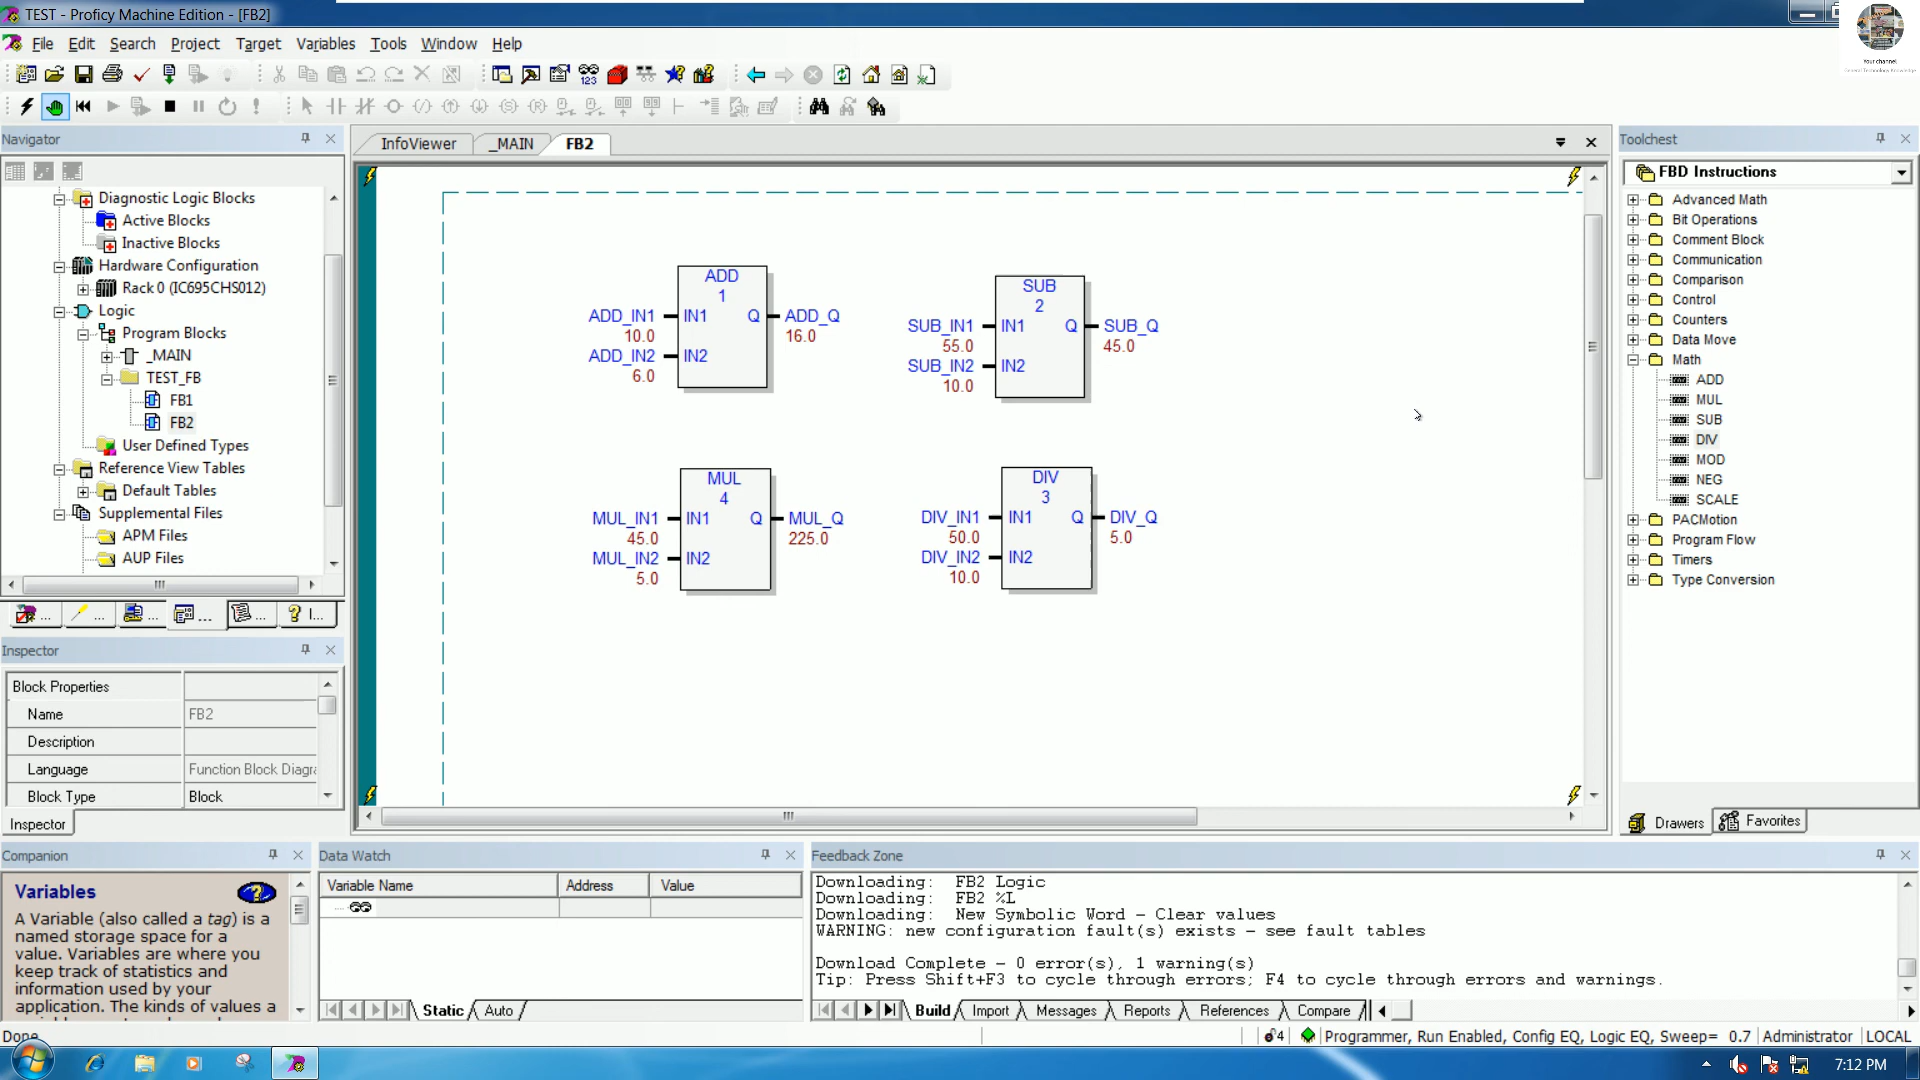 TEST - Proficy Machine Edition - [FB2]
File Edit Search Project Target Variables Tools Window Help
Your channel
Navigator
Diagnostic Logic Blocks
Active Blocks
Inactive Blocks
Hardware Configuration
Rack 0 (IC695CHS012)
Logic
Program Blocks
_MAIN
TEST_FB
FB1
FB2
User Defined Types
Reference View Tables
Default Tables
Supplemental Files
APM Files
AUP Files
InfoViewer _MAIN FB2
ADD
1
ADD_IN1 IN1 Q ADD_Q
10.0 16.0
ADD_IN2 IN2
6.0
SUB
2
SUB_IN1 IN1 Q SUB_Q
55.0 45.0
SUB_IN2 IN2
10.0
MUL
4
MUL_IN1 IN1 Q MUL_Q
45.0 225.0
MUL_IN2 IN2
5.0
DIV
3
DIV_IN1 IN1 Q DIV_Q
50.0 5.0
DIV_IN2 IN2
10.0
Toolchest
FBD Instructions
Advanced Math
Bit Operations
Comment Block
Communication
Comparison
Control
Counters
Data Move
Math
ADD
MUL
SUB
DIV
MOD
NEG
SCALE
PACMotion
Program Flow
Timers
Type Conversion
Drawers Favorites
Inspector
Block Properties
Name FB2
Description
Language Function Block Diagra
Block Type Block
Inspector
Companion
Variables
A Variable (also called a tag) is a
named storage space for a
value. Variables are where you
keep track of statistics and
information used by your
application. The kinds of values a
Data Watch
Variable Name Address Value
Static Auto
Feedback Zone
Downloading: FB2 Logic
Downloading: FB2 %L
Downloading: New Symbolic Word - Clear values
WARNING: new configuration fault(s) exists - see fault tables
Download Complete - 0 error(s), 1 warning(s)
Tip: Press Shift+F3 to cycle through errors; F4 to cycle through errors and warnings.
Build Import Messages Reports References Compare
Done
4 Programmer, Run Enabled, Config EQ, Logic EQ, Sweep= 0.7 Administrator LOCAL
7:12 PM